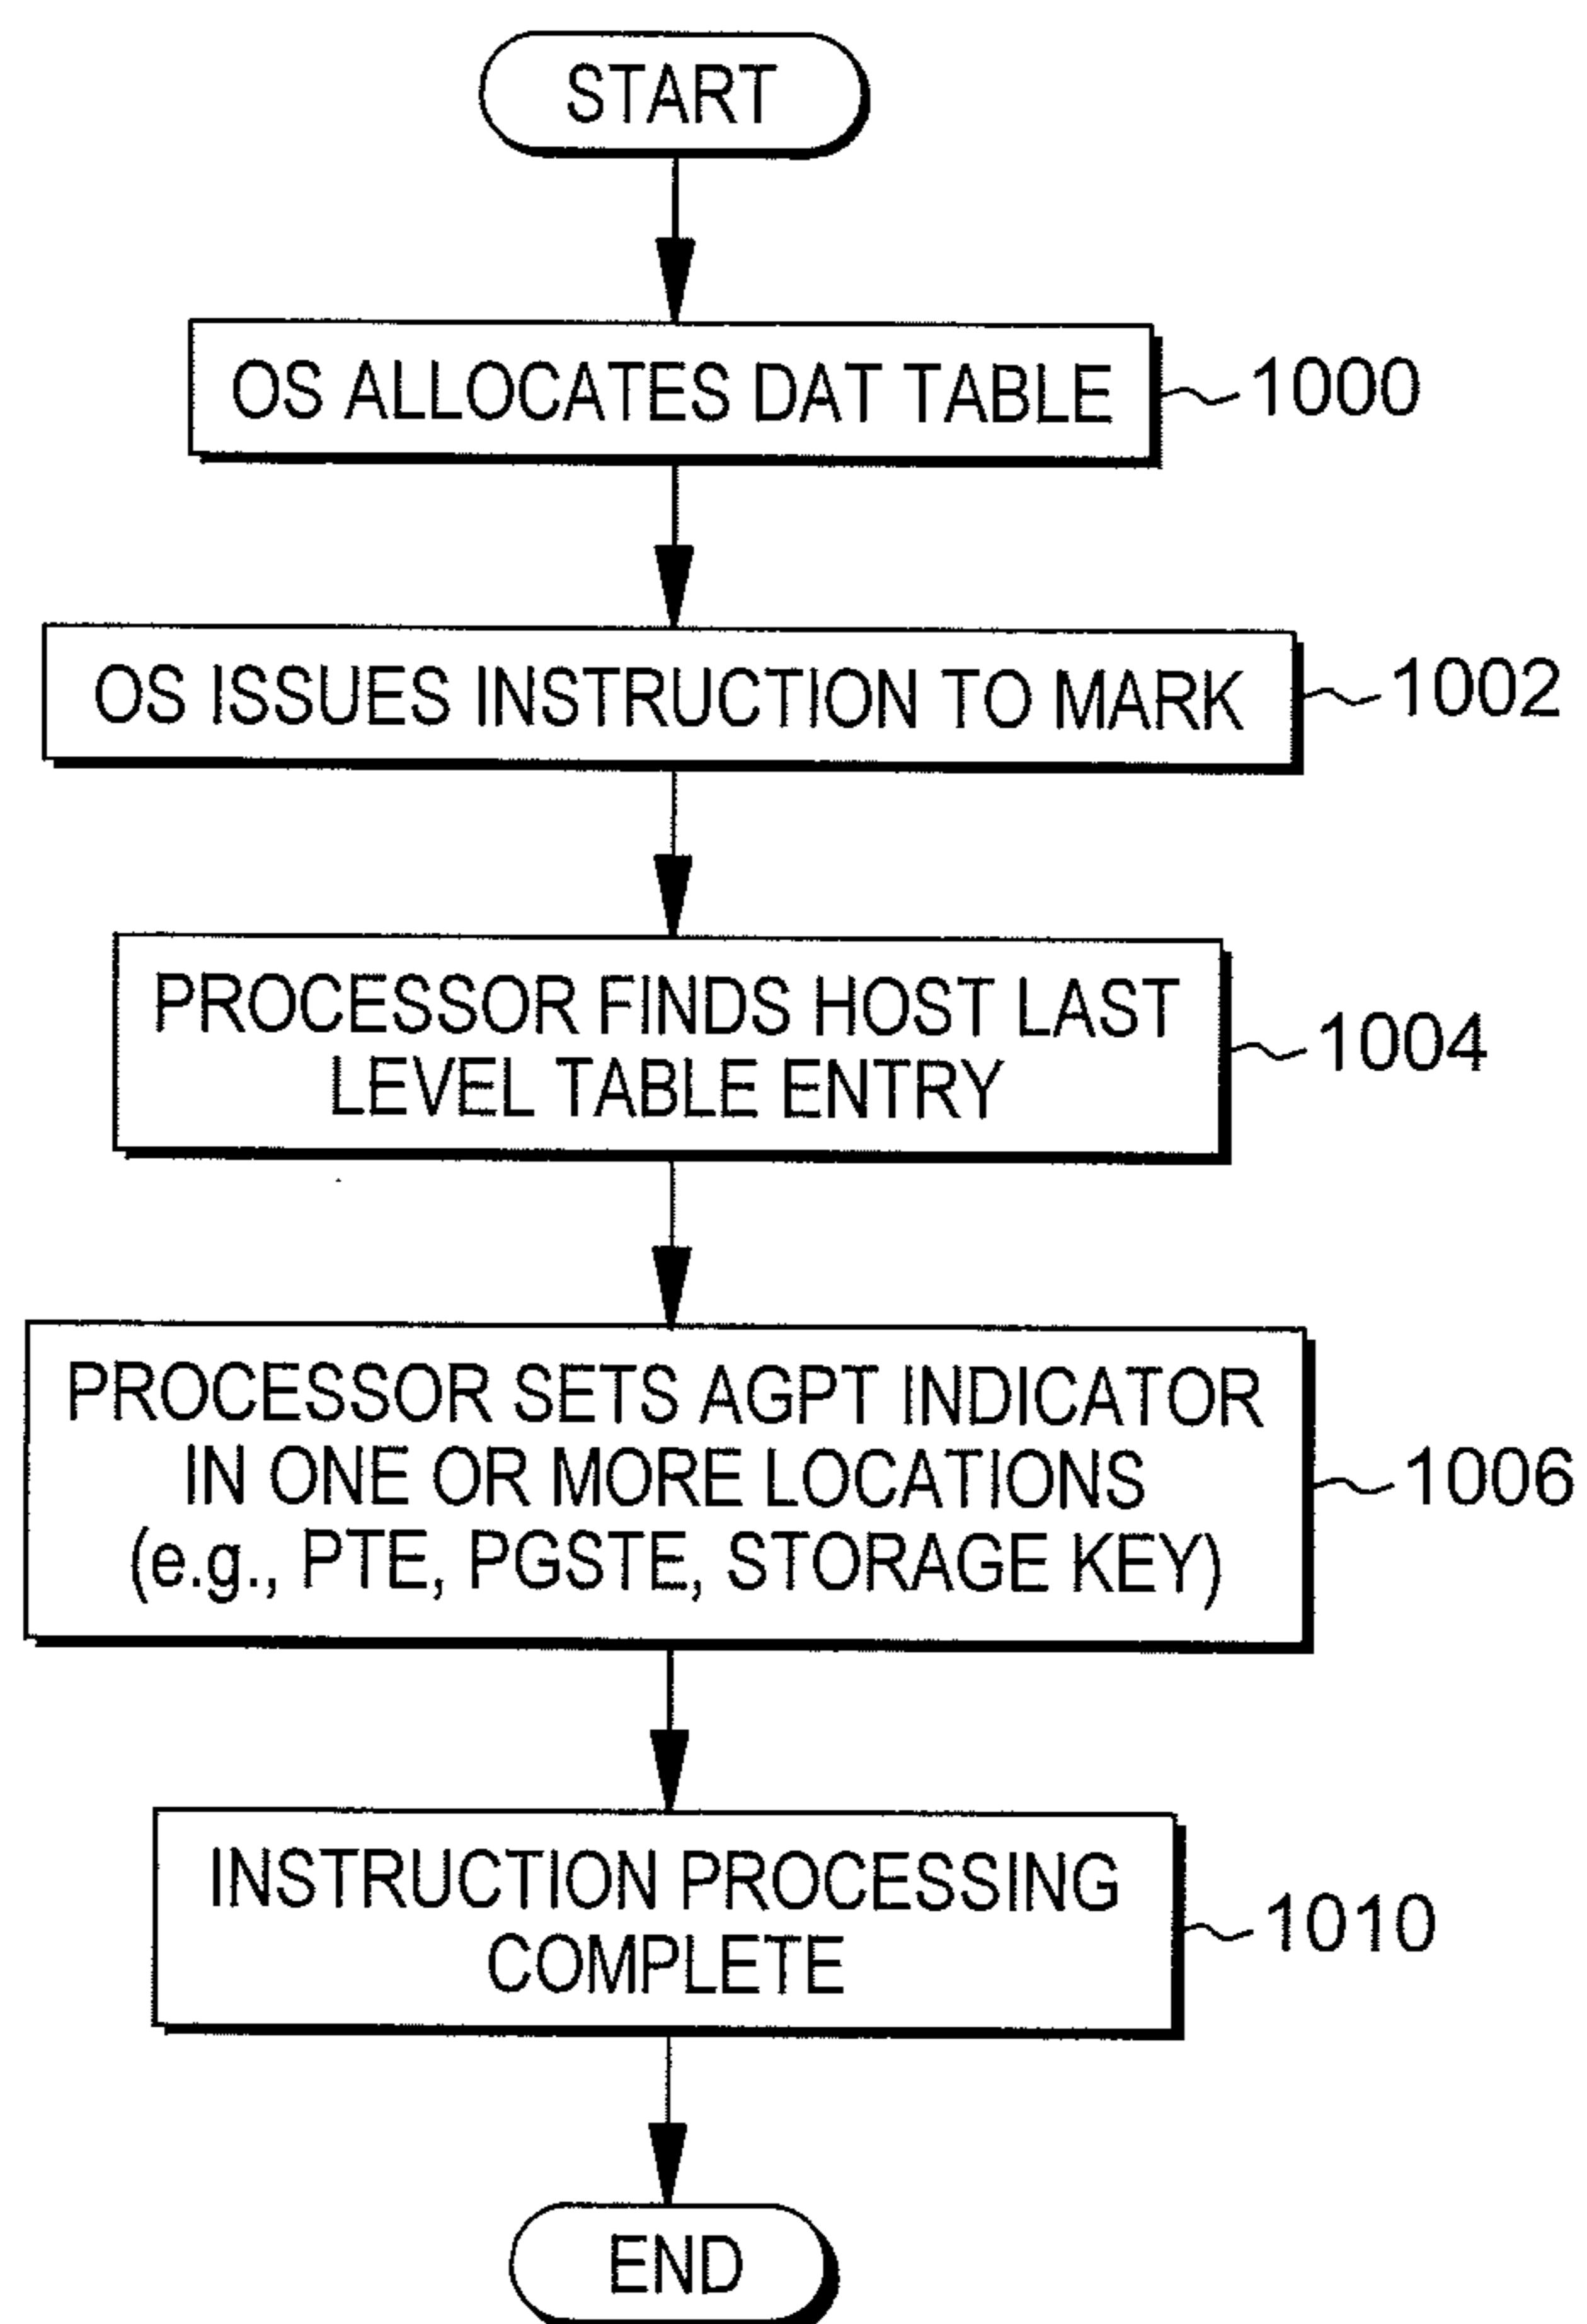 START
OS ALLOCATES DAT TABLE
1000
OS ISSUES INSTRUCTION TO MARK
1002
PROCESSOR FINDS HOST LAST
LEVEL TABLE ENTRY
1004
PROCESSOR SETS AGPT INDICATOR
IN ONE OR MORE LOCATIONS
(e.g., PTE, PGSTE, STORAGE KEY)
1006
INSTRUCTION PROCESSING
COMPLETE
1010
END